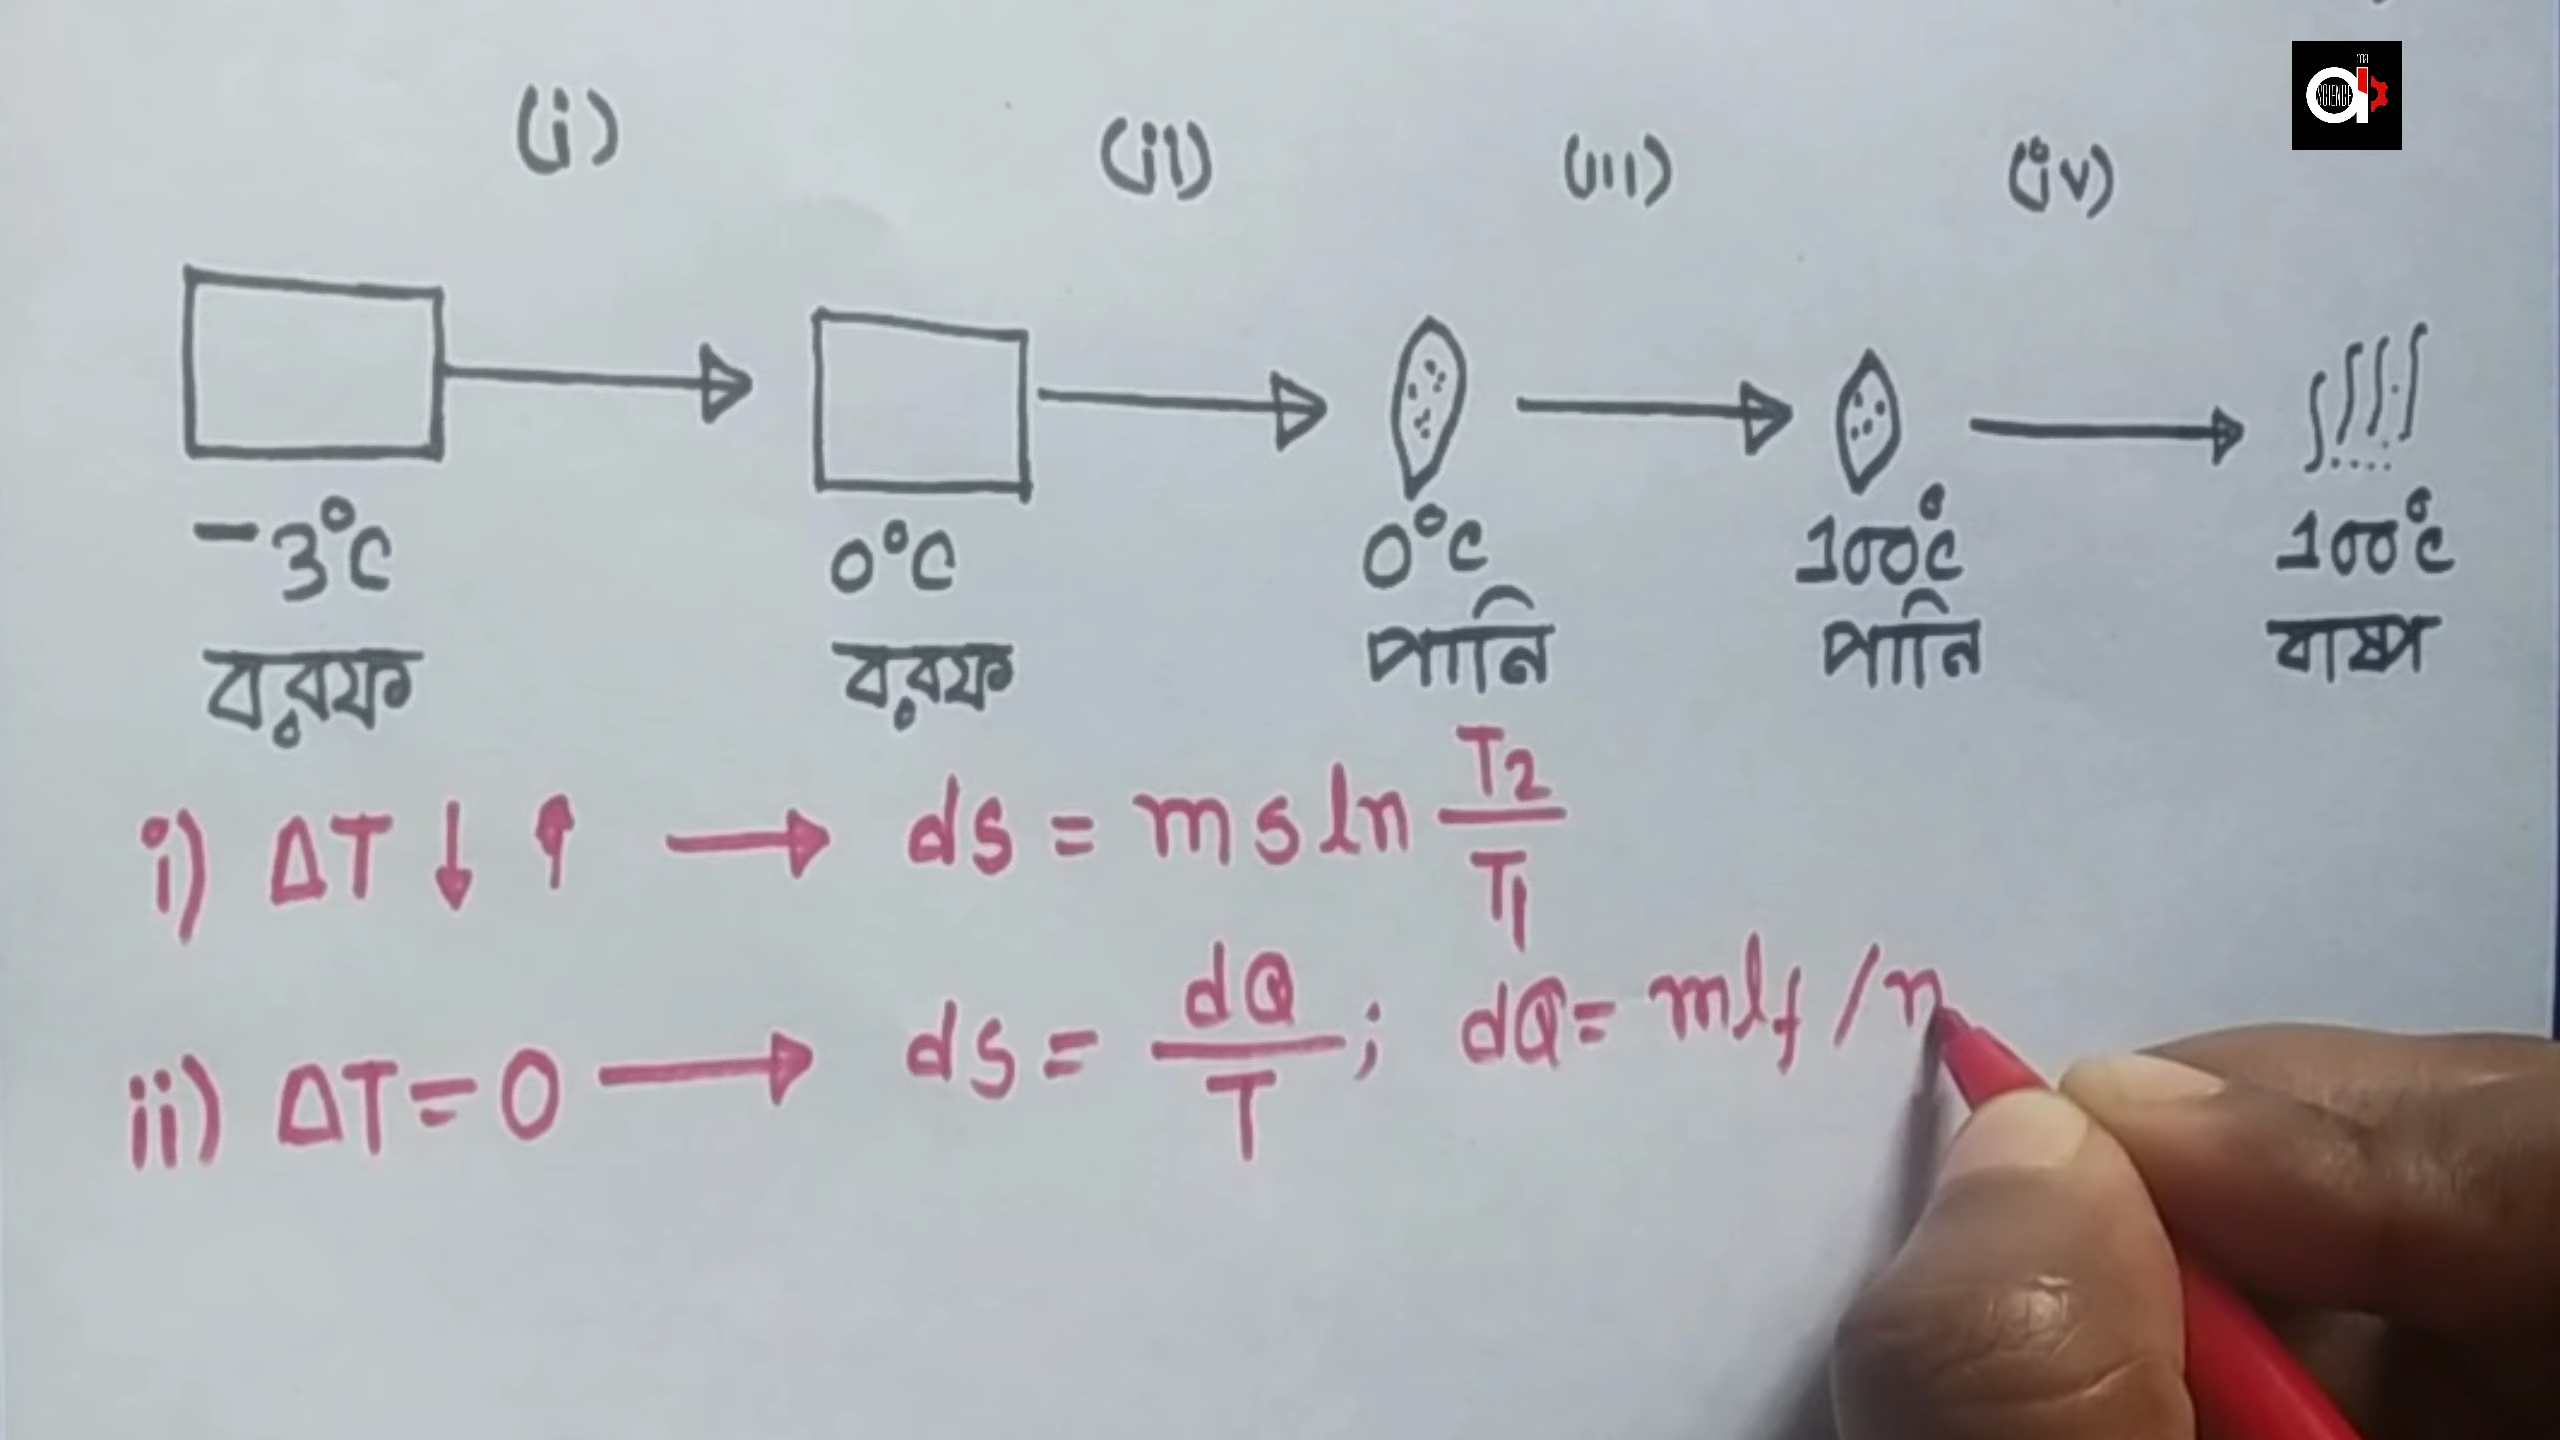 (i) (ii) (iii) (iv)
-3°C 0°C 0°C 100°C 100°C
বরফ বরফ পানি পানি বাষ্প
i) ΔT ↓ ↑ → ds = m s ln T2/T1
ii) ΔT = 0 → ds = dQ/T ; dQ = mlf / m
SCIENCE